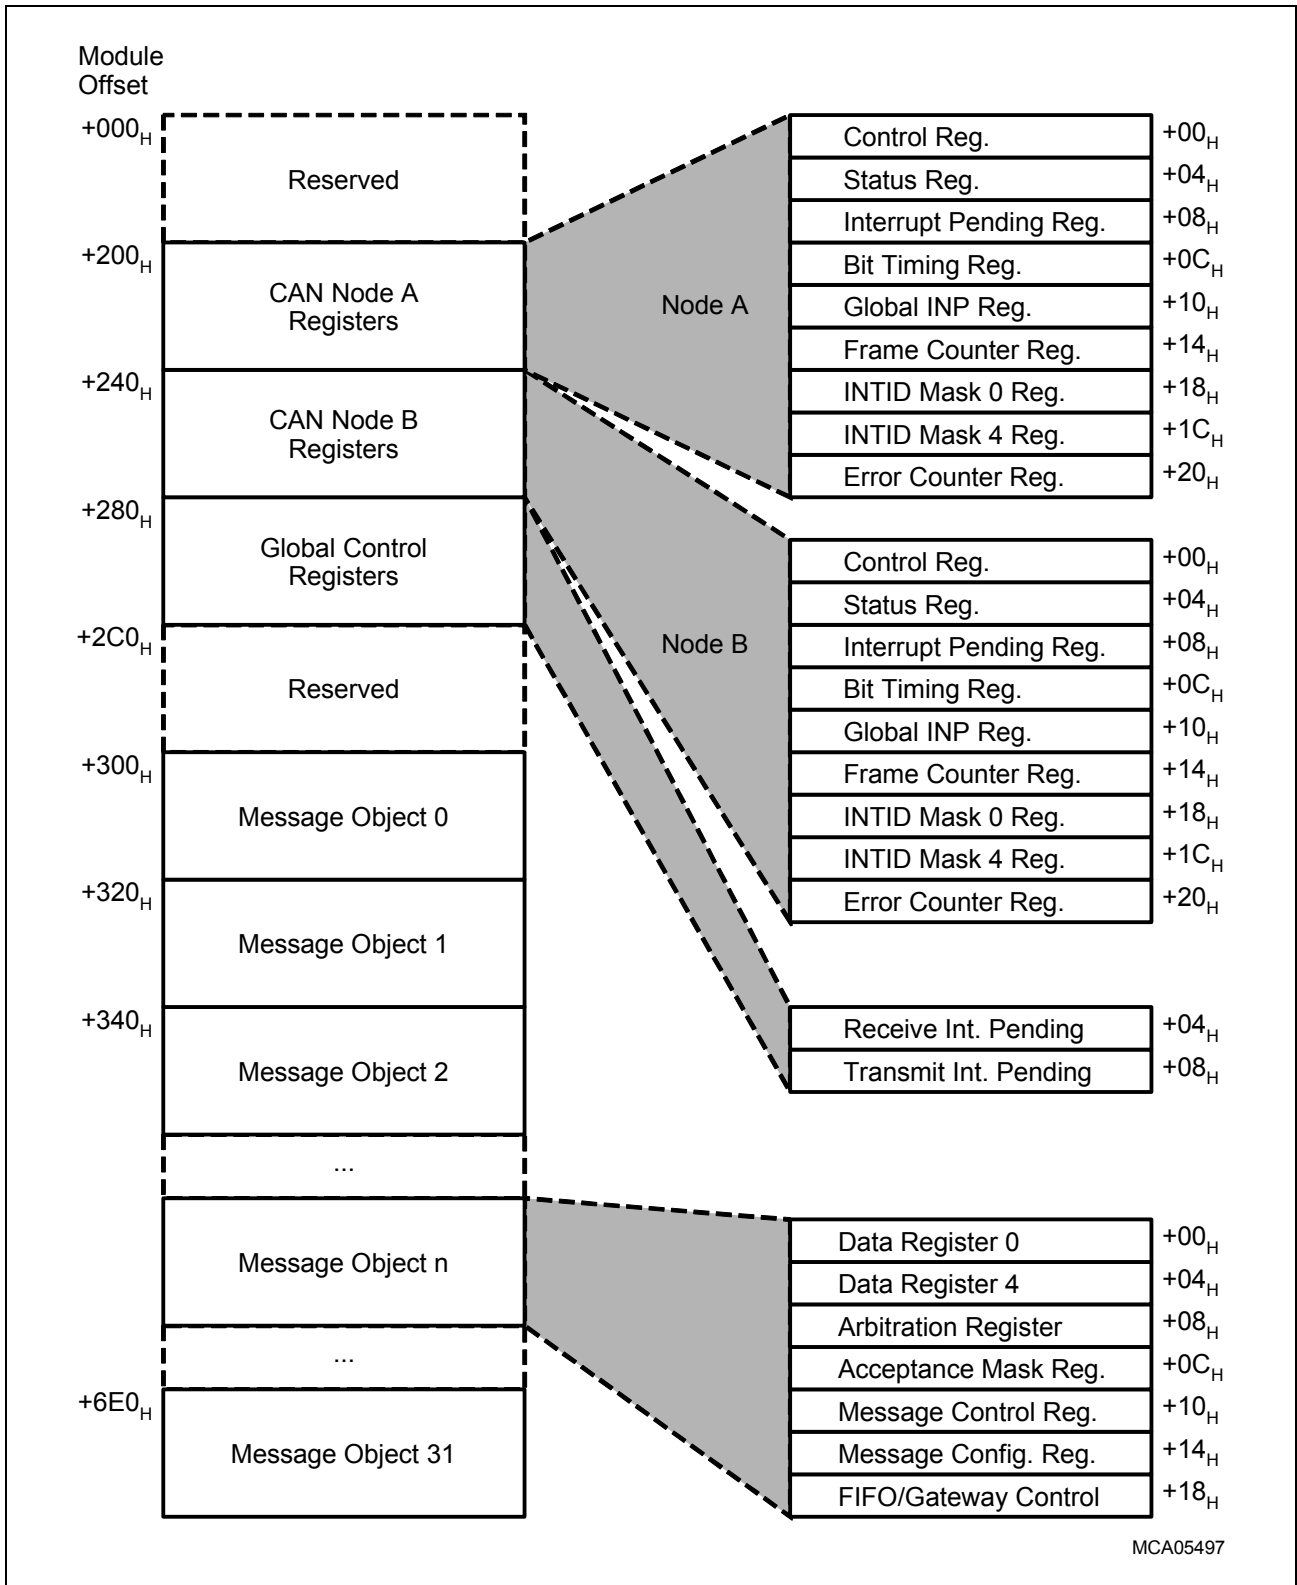 Module
Offset
+000H
Reserved
+200H
CAN Node A
Registers
+240H
CAN Node B
Registers
+280H
Global Control
Registers
+2C0H
Reserved
+300H
Message Object 0
+320H
Message Object 1
+340H
Message Object 2
...
Message Object n
...
+6E0H
Message Object 31
Node A
Control Reg. +00H
Status Reg. +04H
Interrupt Pending Reg. +08H
Bit Timing Reg. +0CH
Global INP Reg. +10H
Frame Counter Reg. +14H
INTID Mask 0 Reg. +18H
INTID Mask 4 Reg. +1CH
Error Counter Reg. +20H
Node B
Control Reg. +00H
Status Reg. +04H
Interrupt Pending Reg. +08H
Bit Timing Reg. +0CH
Global INP Reg. +10H
Frame Counter Reg. +14H
INTID Mask 0 Reg. +18H
INTID Mask 4 Reg. +1CH
Error Counter Reg. +20H
Receive Int. Pending +04H
Transmit Int. Pending +08H
Data Register 0 +00H
Data Register 4 +04H
Arbitration Register +08H
Acceptance Mask Reg. +0CH
Message Control Reg. +10H
Message Config. Reg. +14H
FIFO/Gateway Control +18H
MCA05497